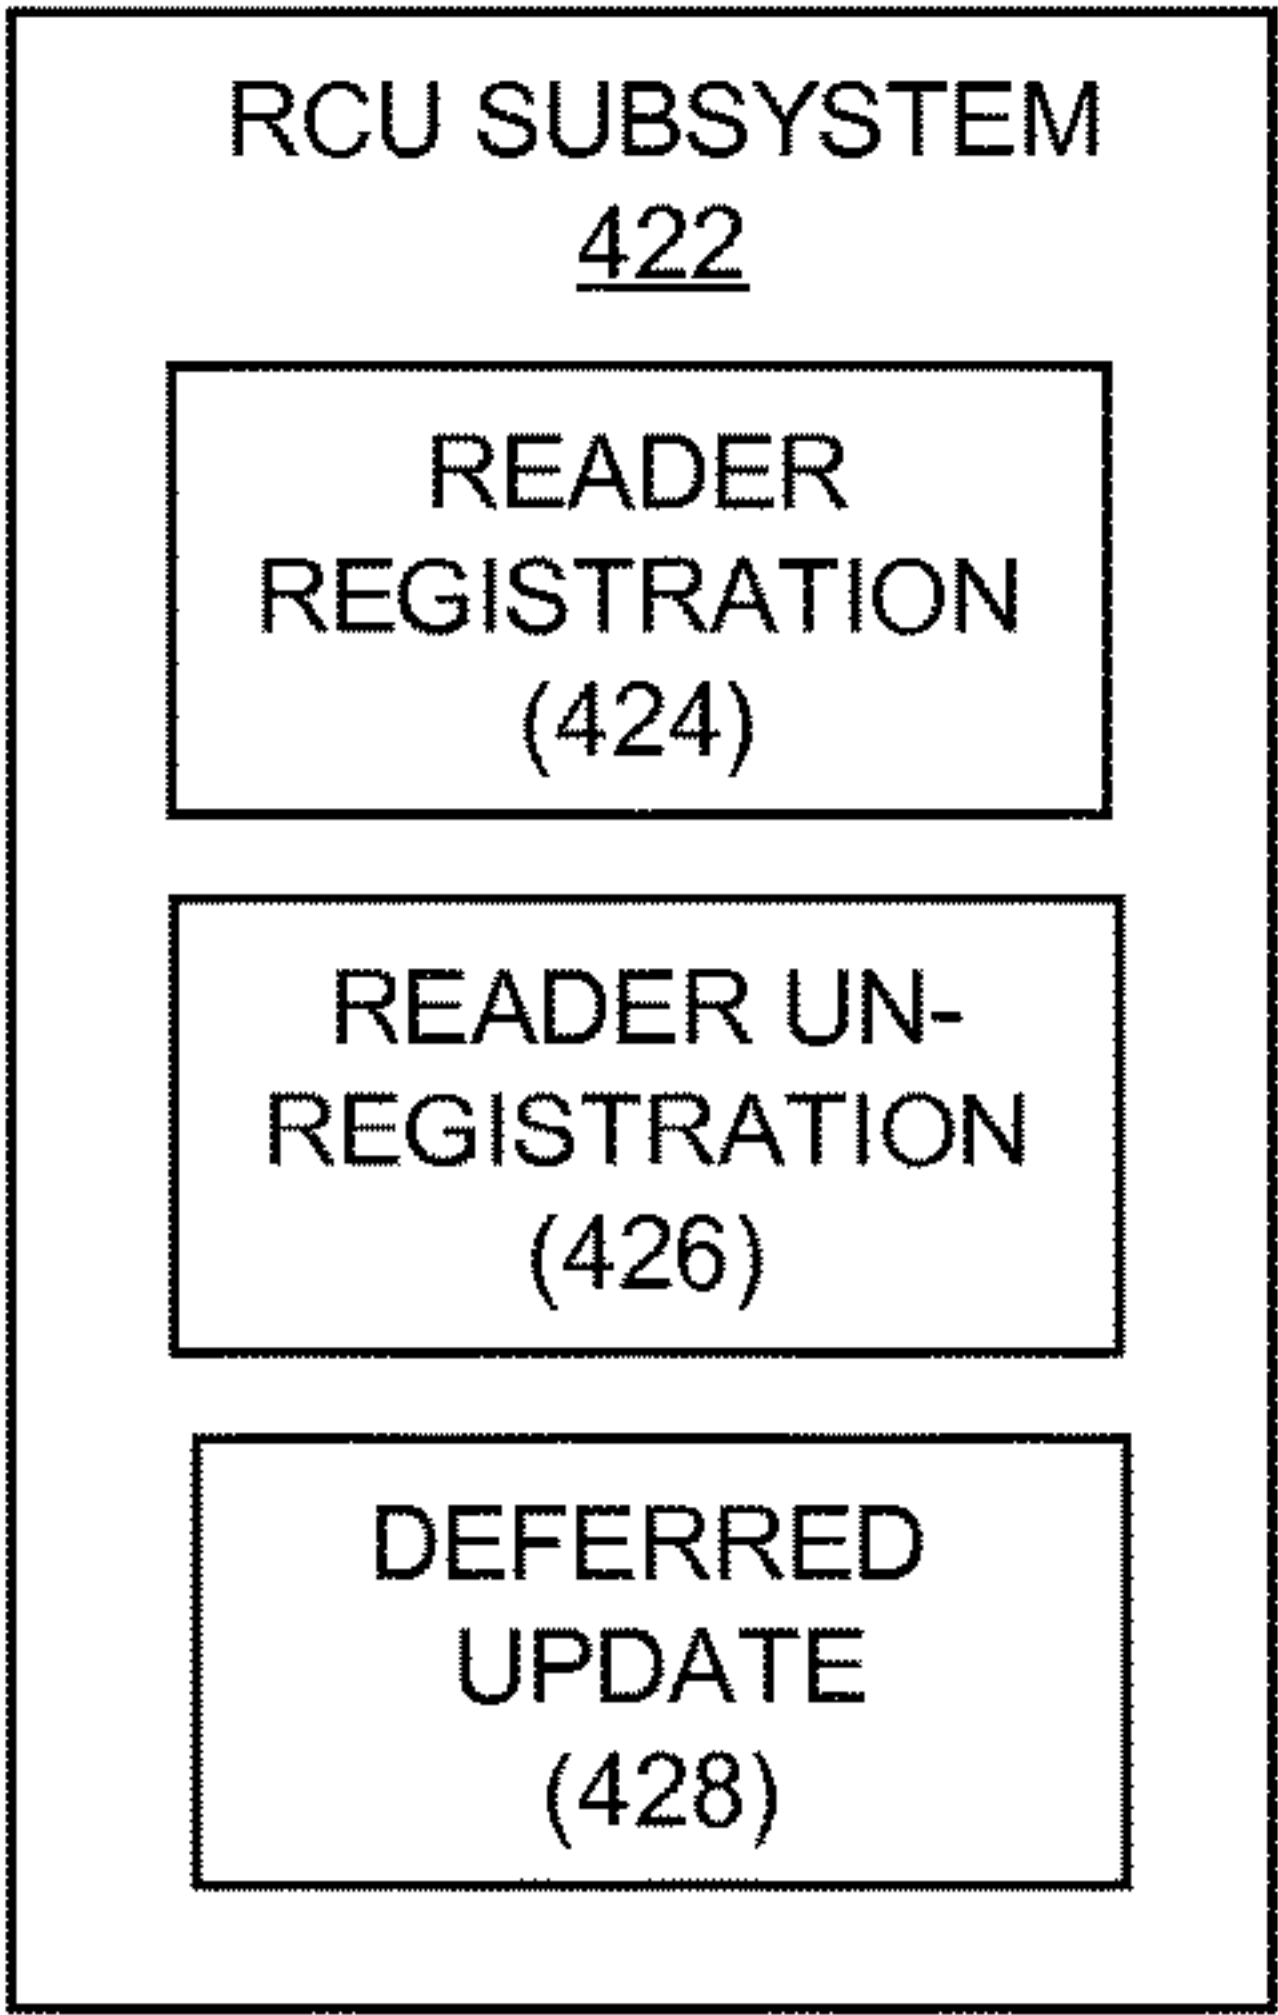 RCU SUBSYSTEM
422
READER
REGISTRATION
(424)
READER UN-
REGISTRATION
(426)
DEFERRED
UPDATE
(428)